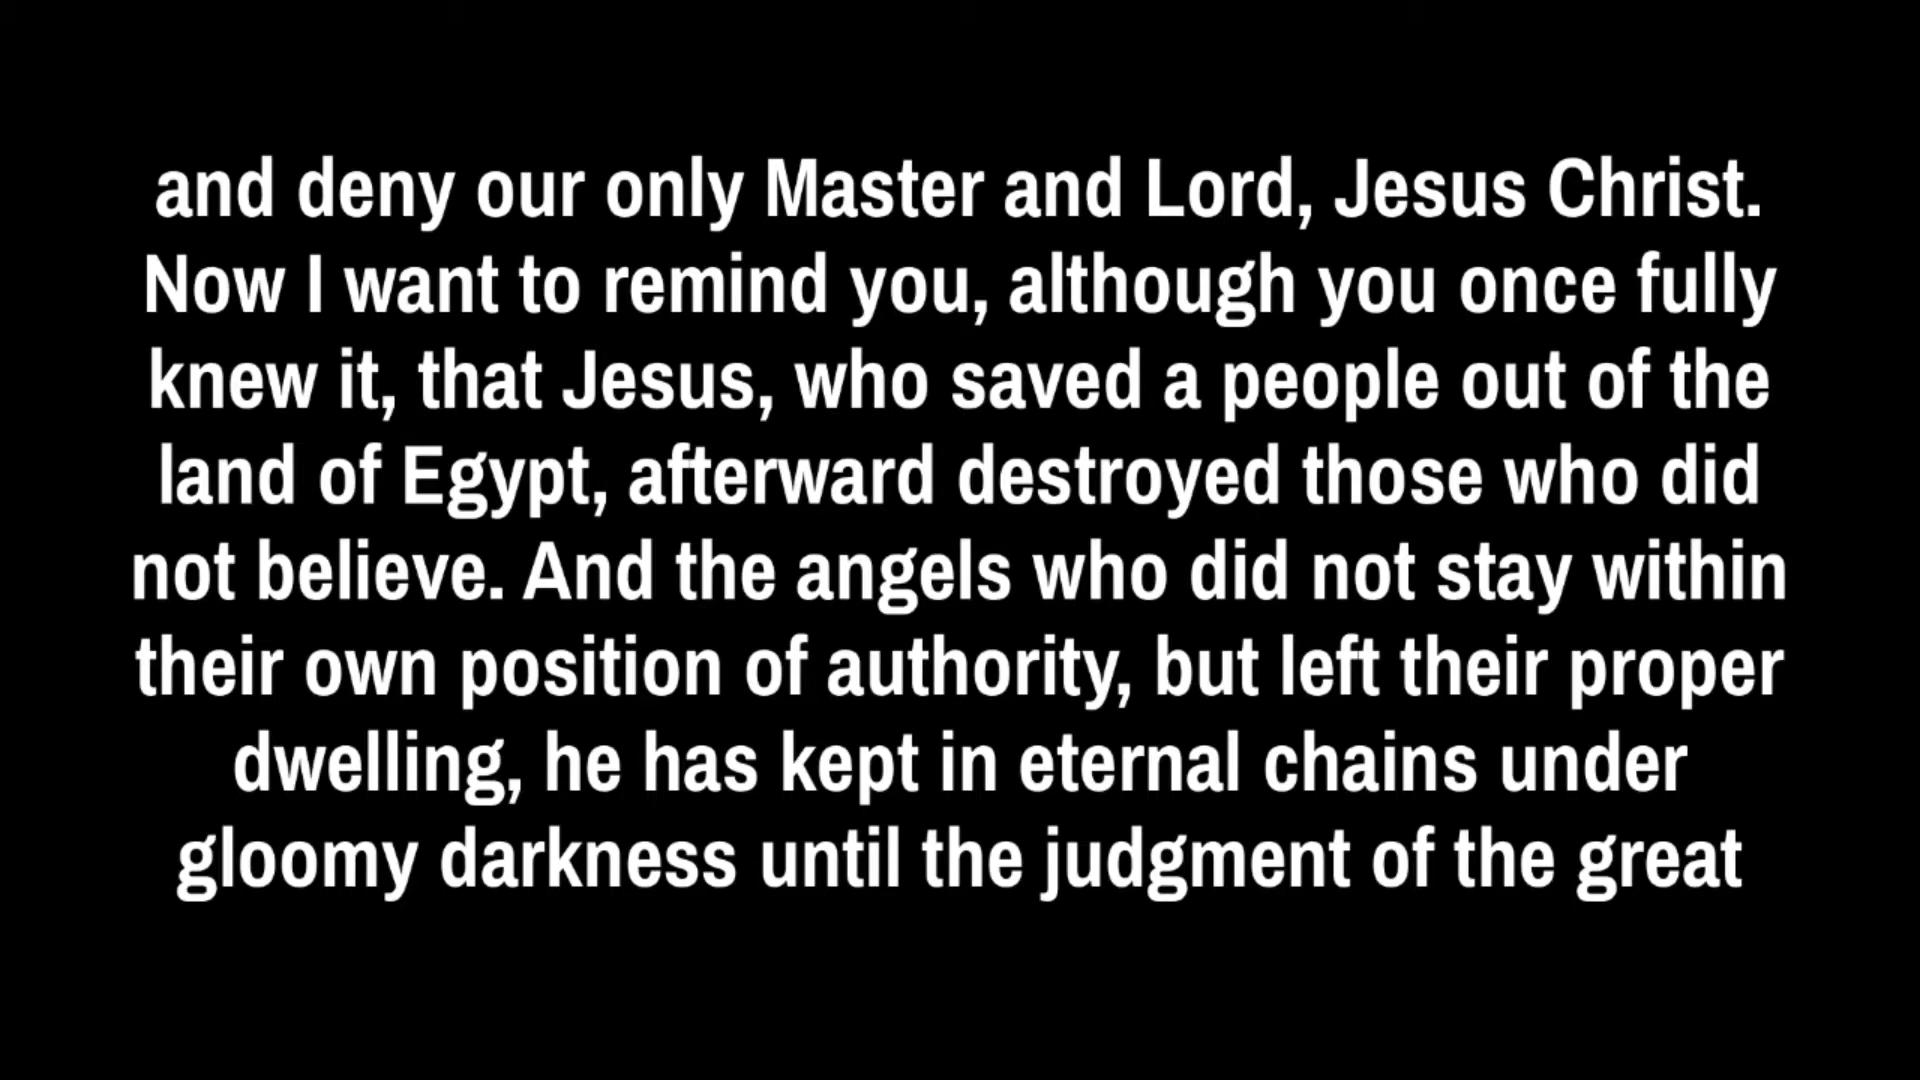 and deny our only Master and Lord, Jesus Christ.
Now I want to remind you, although you once fully
knew it, that Jesus, who saved a people out of the
land of Egypt, afterward destroyed those who did
not believe. And the angels who did not stay within
their own position of authority, but left their proper
dwelling, he has kept in eternal chains under
gloomy darkness until the judgment of the great